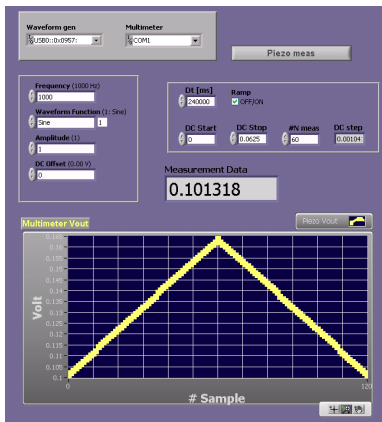 Waveform gen Multimeter
USB0::0x0957: COM1
Piezo meas
Frequency (1000 Hz)
1000
Waveform Function (1: Sine)
Sine 1
Amplitude (1)
1
DC Offset (0.00 V)
0
Dt [ms] Ramp
240000 OFF/ON
DC Start DC Stop #N meas DC step
0 0.0625 60 0.00104
Measurement Data
0.101318
Multimeter Vout Piezo Vout
0.165
0.16
0.155
0.15
0.145
0.14
0.135
0.13
0.125
0.12
0.115
0.11
0.105
0.1
Volt
0 120
# Sample